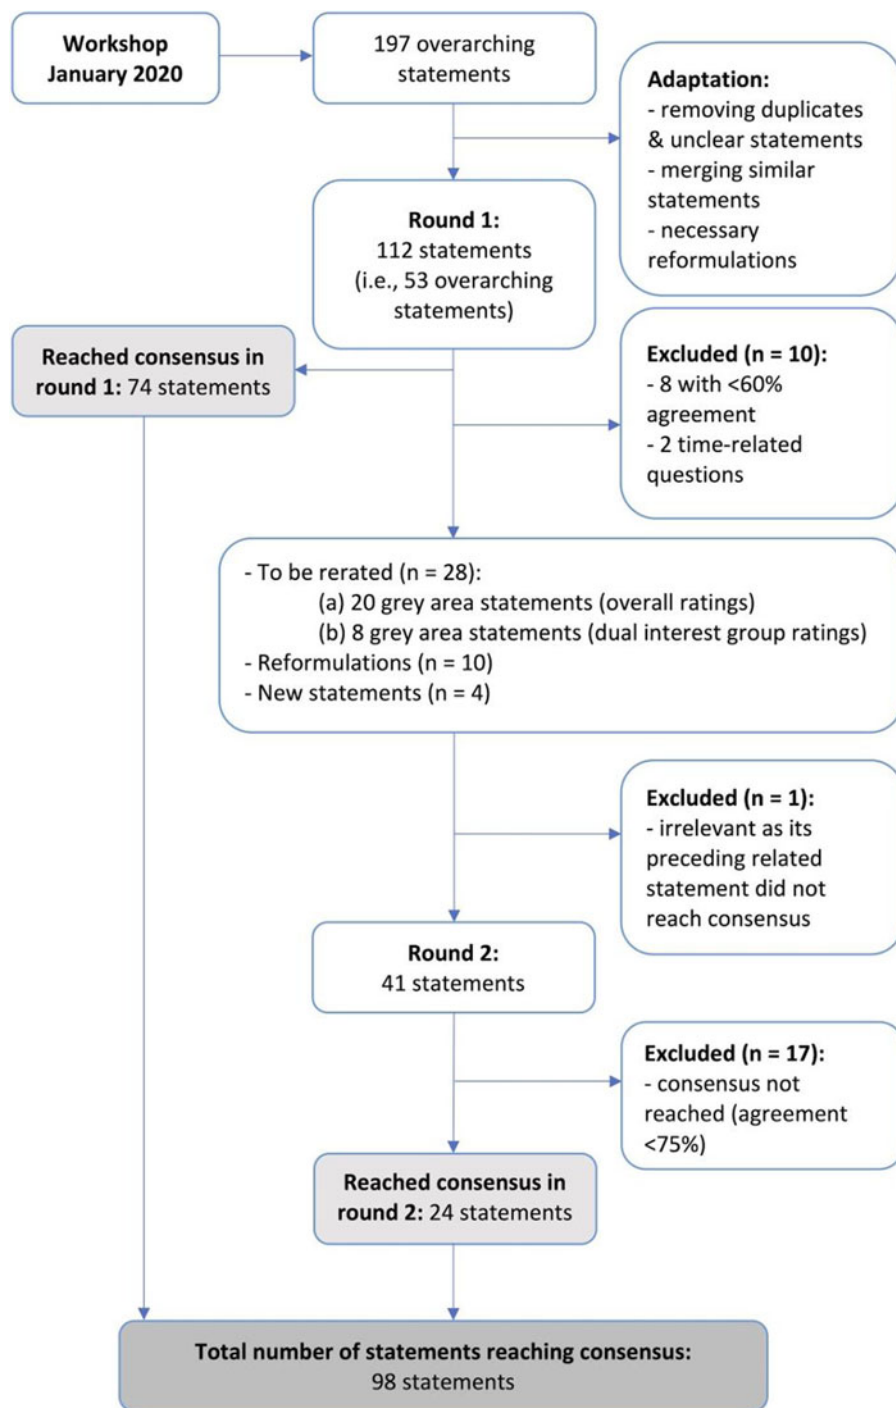 Workshop
January 2020
197 overarching
statements
Adaptation:
- removing duplicates
& unclear statements
- merging similar
statements
- necessary
reformulations
Round 1:
112 statements
(i.e., 53 overarching
statements)
Reached consensus in
round 1: 74 statements
Excluded (n = 10):
- 8 with <60%
agreement
- 2 time-related
questions
- To be rerated (n = 28):
(a) 20 grey area statements (overall ratings)
(b) 8 grey area statements (dual interest group ratings)
- Reformulations (n = 10)
- New statements (n = 4)
Excluded (n = 1):
- irrelevant as its
preceding related
statement did not
reach consensus
Round 2:
41 statements
Excluded (n = 17):
- consensus not
reached (agreement
<75%)
Reached consensus in
round 2: 24 statements
Total number of statements reaching consensus:
98 statements